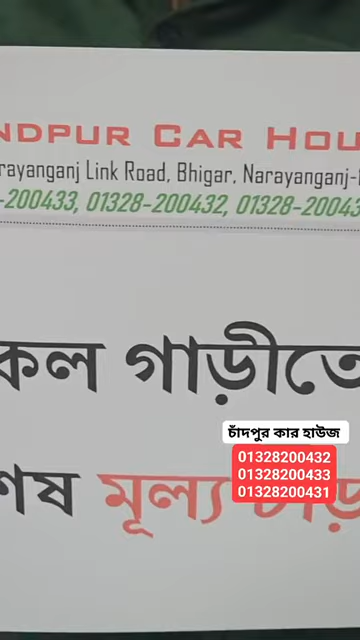 NDPUR CAR HOU
rayanganj Link Road, Bhigar, Narayanganj-
-200433, 01328-200432, 01328-20043
কল গাড়ীতে
শেষ মূল্য ছাড়
চাঁদপুর কার হাউজ
01328200432
01328200433
01328200431